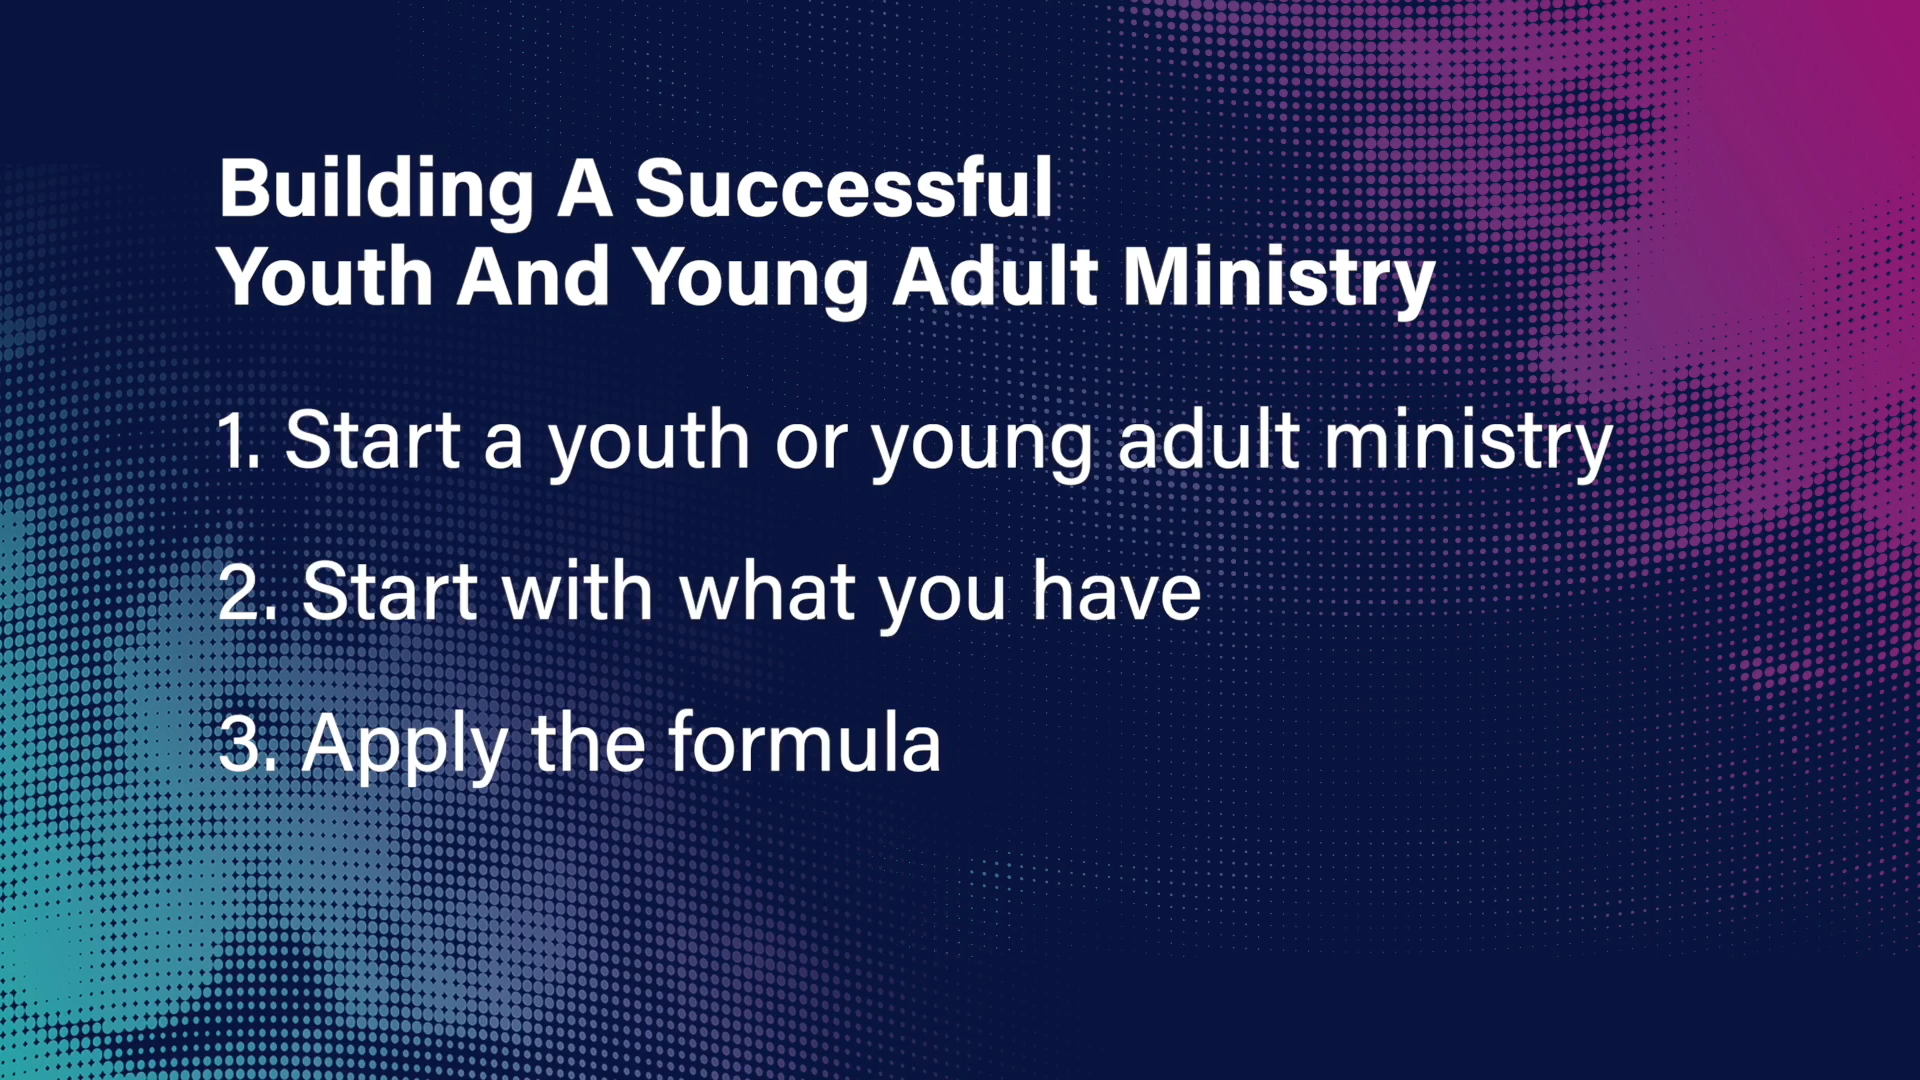 Building A Successful
Youth And Young Adult Ministry
1. Start a youth or young adult ministry
2. Start with what you have
3. Apply the formula